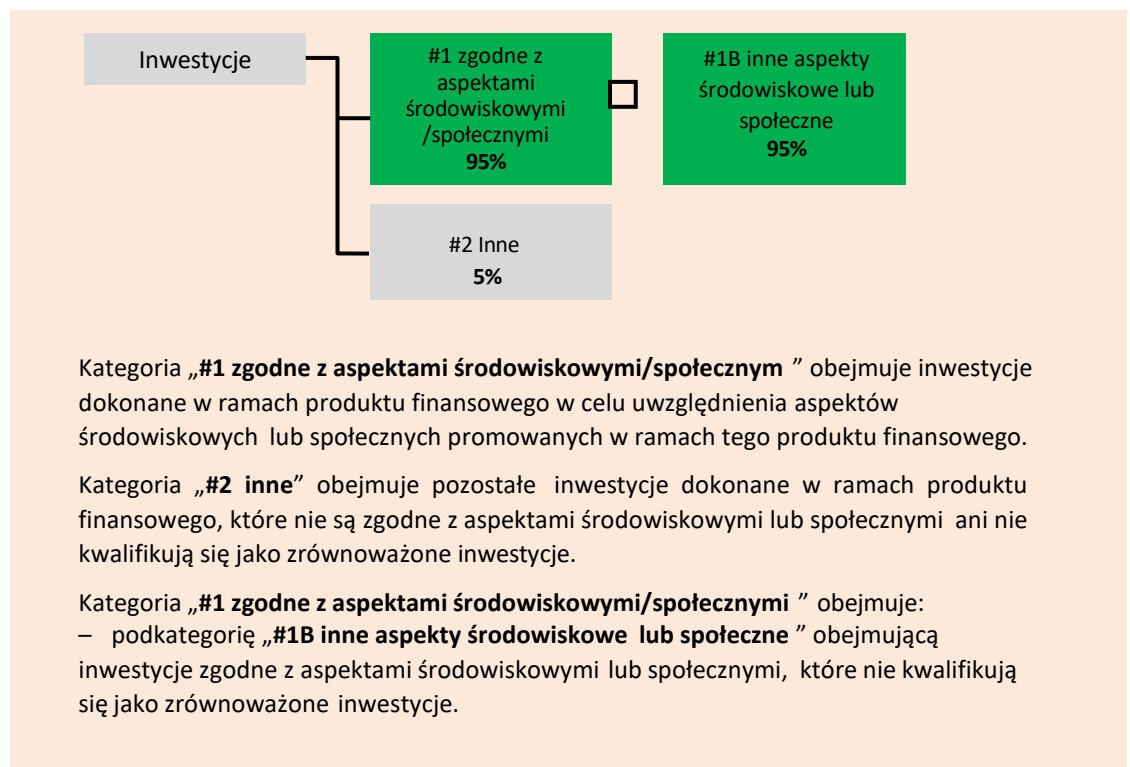 Inwestycje
#1 zgodne z
aspektami
środowiskowymi
/społecznymi
95%
#1B inne aspekty
środowiskowe lub
społeczne
95%
#2 Inne
5%
Kategoria „#1 zgodne z aspektami środowiskowymi/społecznym ” obejmuje inwestycje
dokonane w ramach produktu finansowego w celu uwzględnienia aspektów
środowiskowych lub społecznych promowanych w ramach tego produktu finansowego.
Kategoria „#2 inne” obejmuje pozostałe inwestycje dokonane w ramach produktu
finansowego, które nie są zgodne z aspektami środowiskowymi lub społecznymi ani nie
kwalifikują się jako zrównoważone inwestycje.
Kategoria „#1 zgodne z aspektami środowiskowymi/społecznymi ” obejmuje:
– podkategorię „#1B inne aspekty środowiskowe lub społeczne ” obejmującą
inwestycje zgodne z aspektami środowiskowymi lub społecznymi, które nie kwalifikują
się jako zrównoważone inwestycje.